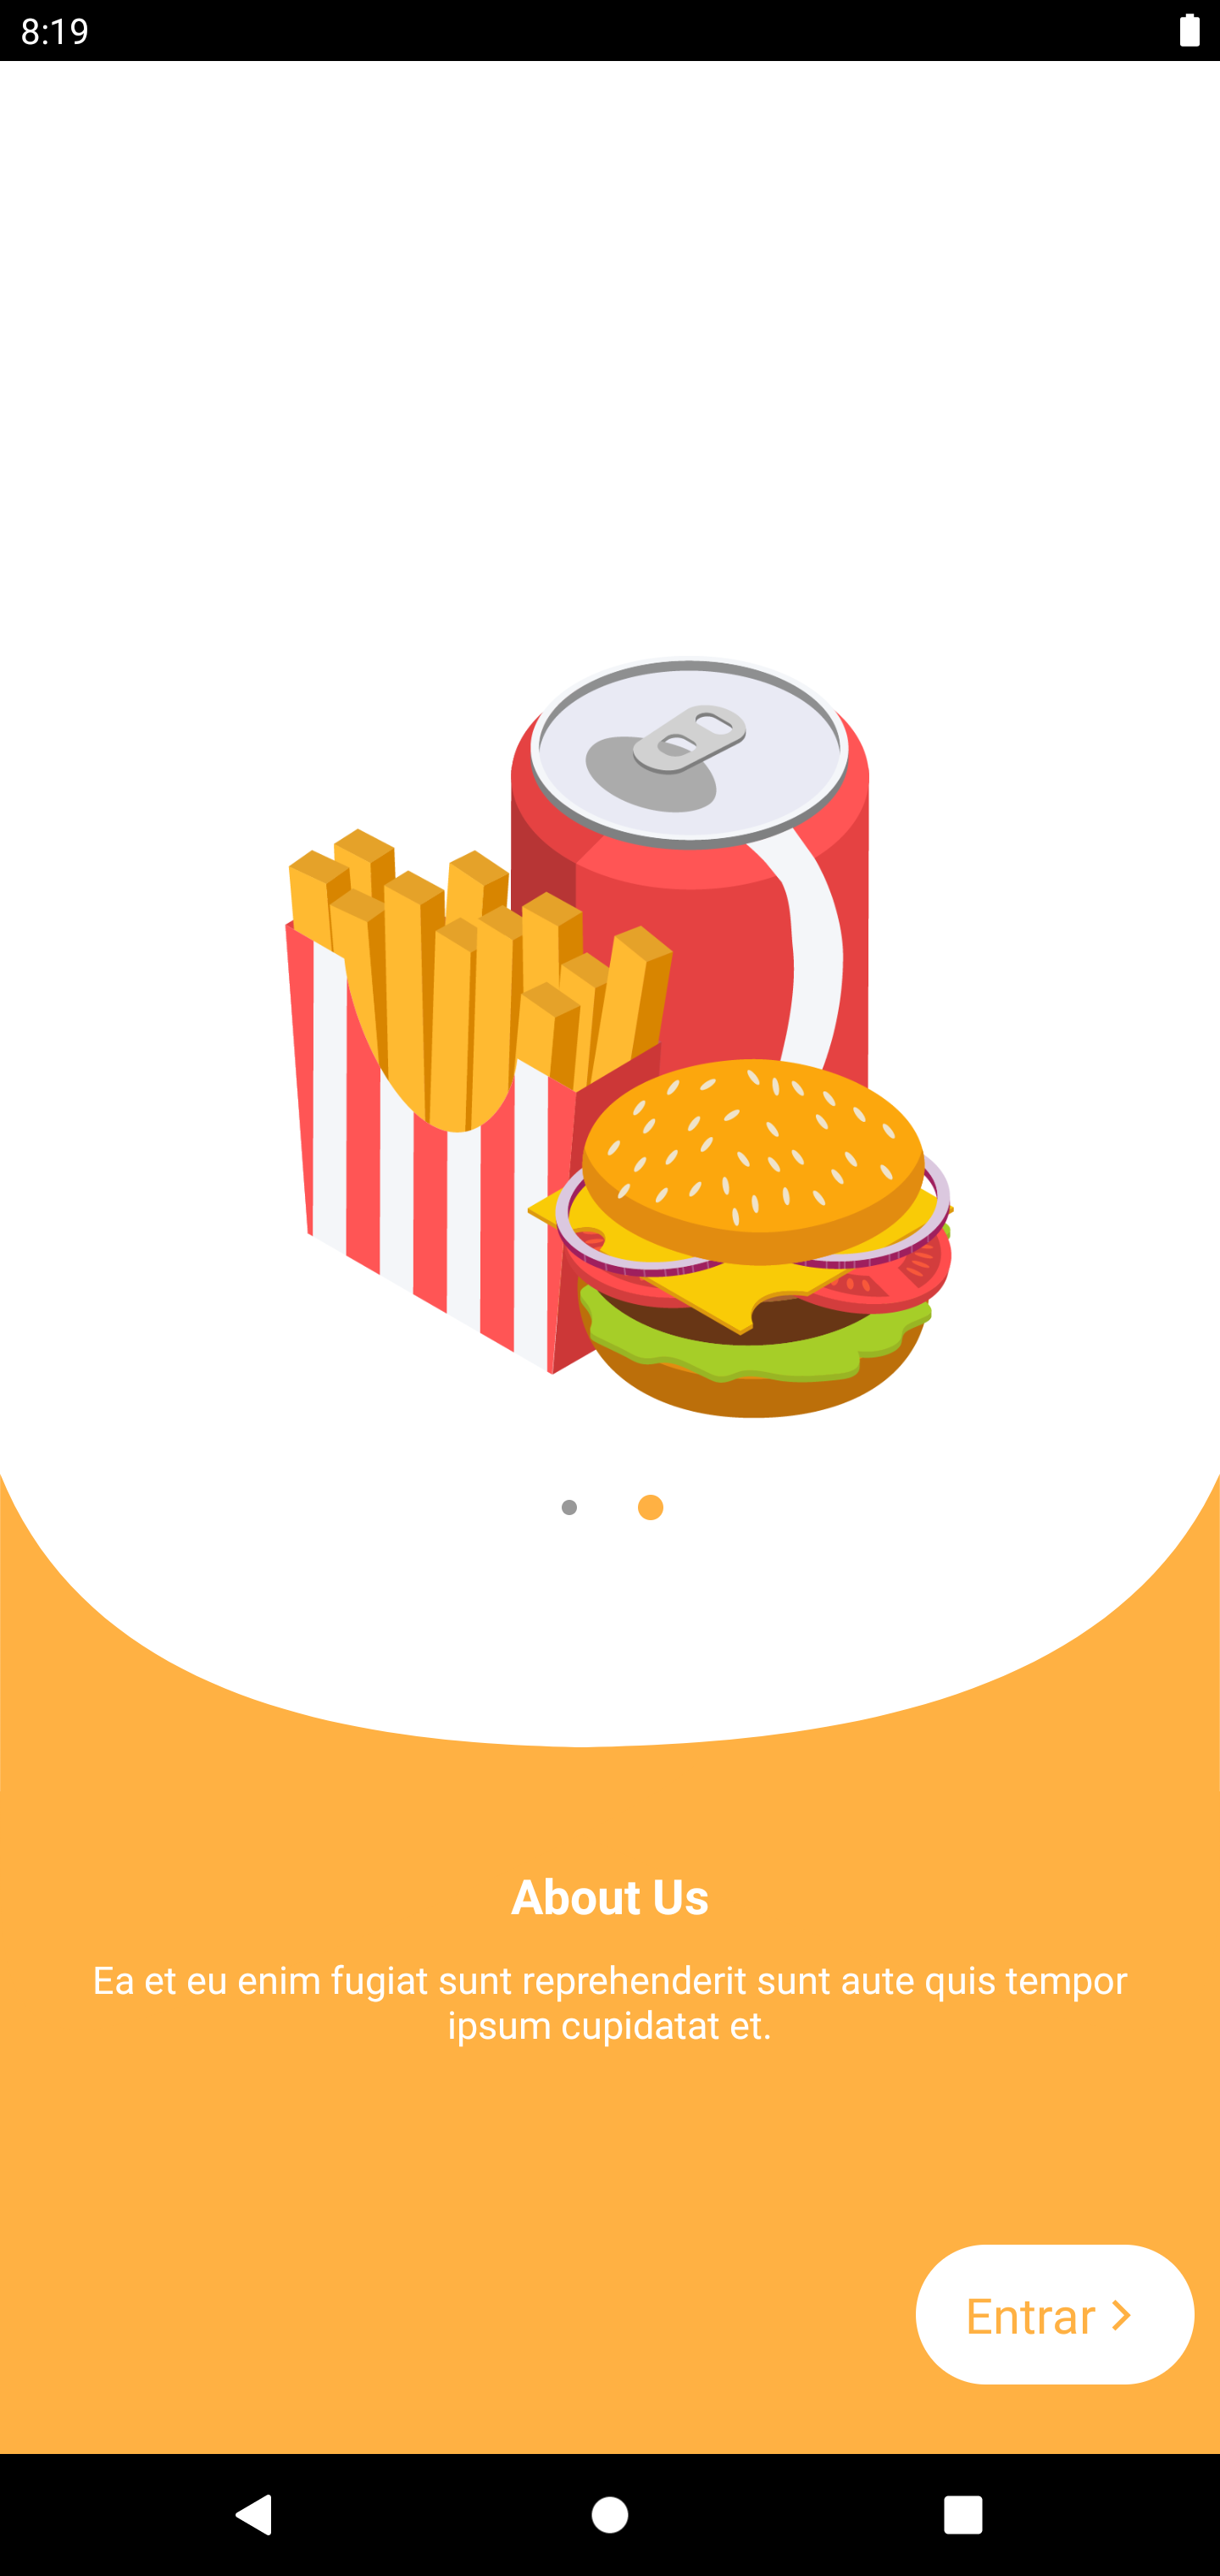 8:19
About Us
Ea et eu enim fugiat sunt reprehenderit sunt aute quis tempor
ipsum cupidatat et.
Entrar